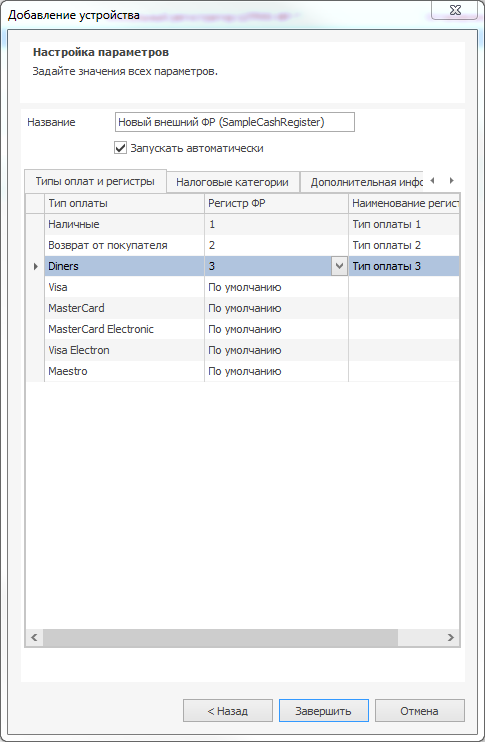 Добавление устройства
Настройка параметров
Задайте значения всех параметров.
Название Новый внешний ФР (SampleCashRegister)
Запускать автоматически
Типы оплат и регистры Налоговые категории Дополнительная инфо
Тип оплаты Регистр ФР Наименование регист
Наличные 1 Тип оплаты 1
Возврат от покупателя 2 Тип оплаты 2
Diners 3 Тип оплаты 3
Visa По умолчанию
MasterCard По умолчанию
MasterCard Electronic По умолчанию
Visa Electron По умолчанию
Maestro По умолчанию
< Назад Завершить Отмена